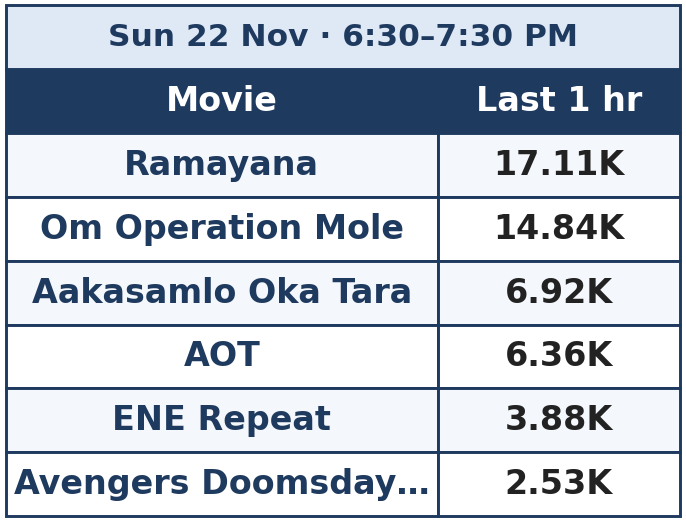 Sun 22 Nov · 6:30–7:30 PM
Movie Last 1 hr
Ramayana 17.11K
Om Operation Mole 14.84K
Aakasamlo Oka Tara 6.92K
AOT 6.36K
ENE Repeat 3.88K
Avengers Doomsday... 2.53K